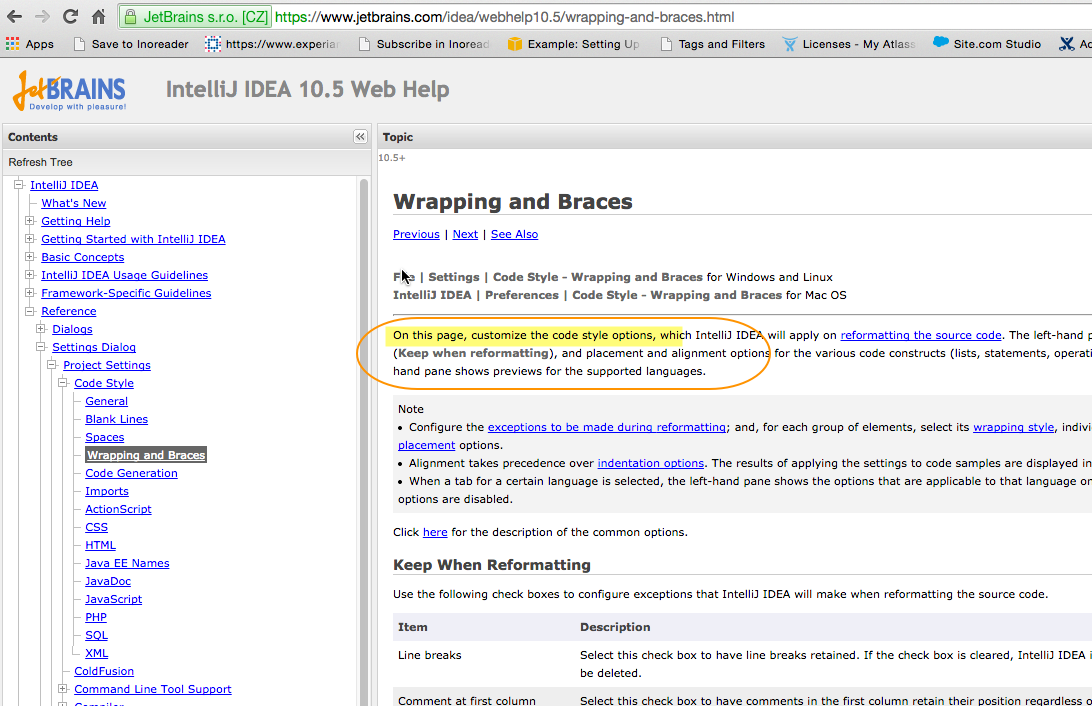 JetBrains s.r.o. [CZ] https://www.jetbrains.com/idea/webhelp10.5/wrapping-and-braces.html
Apps Save to Inoreader https://www.experian Subscribe in Inoread Example: Setting Up Tags and Filters Licenses - My Atlass Site.com Studio Ad
JetBRAINS
Develop with pleasure!
IntelliJ IDEA 10.5 Web Help
Contents
Refresh Tree
IntelliJ IDEA
What's New
Getting Help
Getting Started with IntelliJ IDEA
Basic Concepts
IntelliJ IDEA Usage Guidelines
Framework-Specific Guidelines
Reference
Dialogs
Settings Dialog
Project Settings
Code Style
General
Blank Lines
Spaces
Wrapping and Braces
Code Generation
Imports
ActionScript
CSS
HTML
Java EE Names
JavaDoc
JavaScript
PHP
SQL
XML
ColdFusion
Command Line Tool Support
Compiler
Topic
10.5+
Wrapping and Braces
Previous | Next | See Also
File | Settings | Code Style - Wrapping and Braces for Windows and Linux
IntelliJ IDEA | Preferences | Code Style - Wrapping and Braces for Mac OS
On this page, customize the code style options, which IntelliJ IDEA will apply on reformatting the source code. The left-hand p
(Keep when reformatting), and placement and alignment options for the various code constructs (lists, statements, operati
hand pane shows previews for the supported languages.
Note
• Configure the exceptions to be made during reformatting; and, for each group of elements, select its wrapping style, indivi
placement options.
• Alignment takes precedence over indentation options. The results of applying the settings to code samples are displayed in
• When a tab for a certain language is selected, the left-hand pane shows the options that are applicable to that language on
options are disabled.
Click here for the description of the common options.
Keep When Reformatting
Use the following check boxes to configure exceptions that IntelliJ IDEA will make when reformatting the source code.
Item Description
Line breaks Select this check box to have line breaks retained. If the check box is cleared, IntelliJ IDEA i
be deleted.
Comment at first column Select this check box to have comments in the first column retain their position regardless o